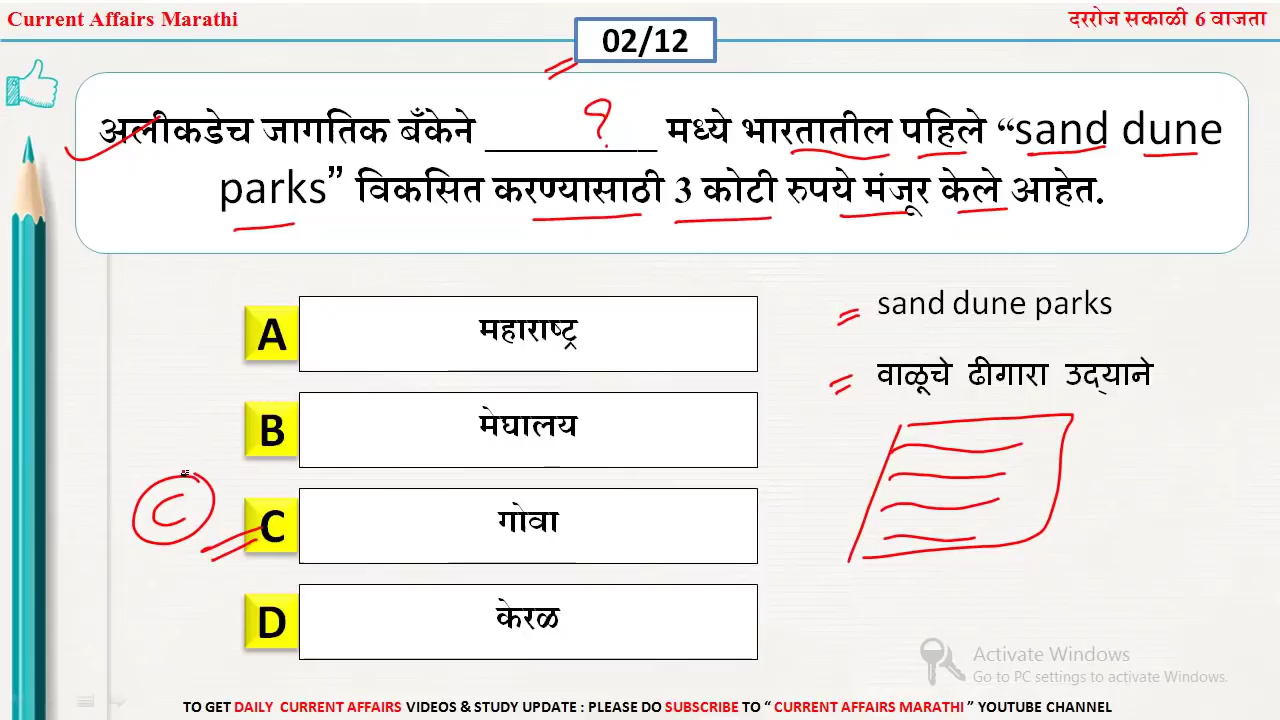 Current Affairs Marathi
दररोज सकाळी 6 वाजता
02/12
अलीकडेच जागतिक बँकेने __________ ? मध्ये भारतातील पहिले “sand dune
parks” विकसित करण्यासाठी 3 कोटी रुपये मंजूर केले आहेत.
A महाराष्ट्र
B मेघालय
C C गोवा
D केरळ
sand dune parks
वाळूचे ढीगारा उद्‌याने
Activate Windows
Go to PC settings to activate Windows.
TO GET DAILY CURRENT AFFAIRS VIDEOS & STUDY UPDATE : PLEASE DO SUBSCRIBE TO “ CURRENT AFFAIRS MARATHI ” YOUTUBE CHANNEL